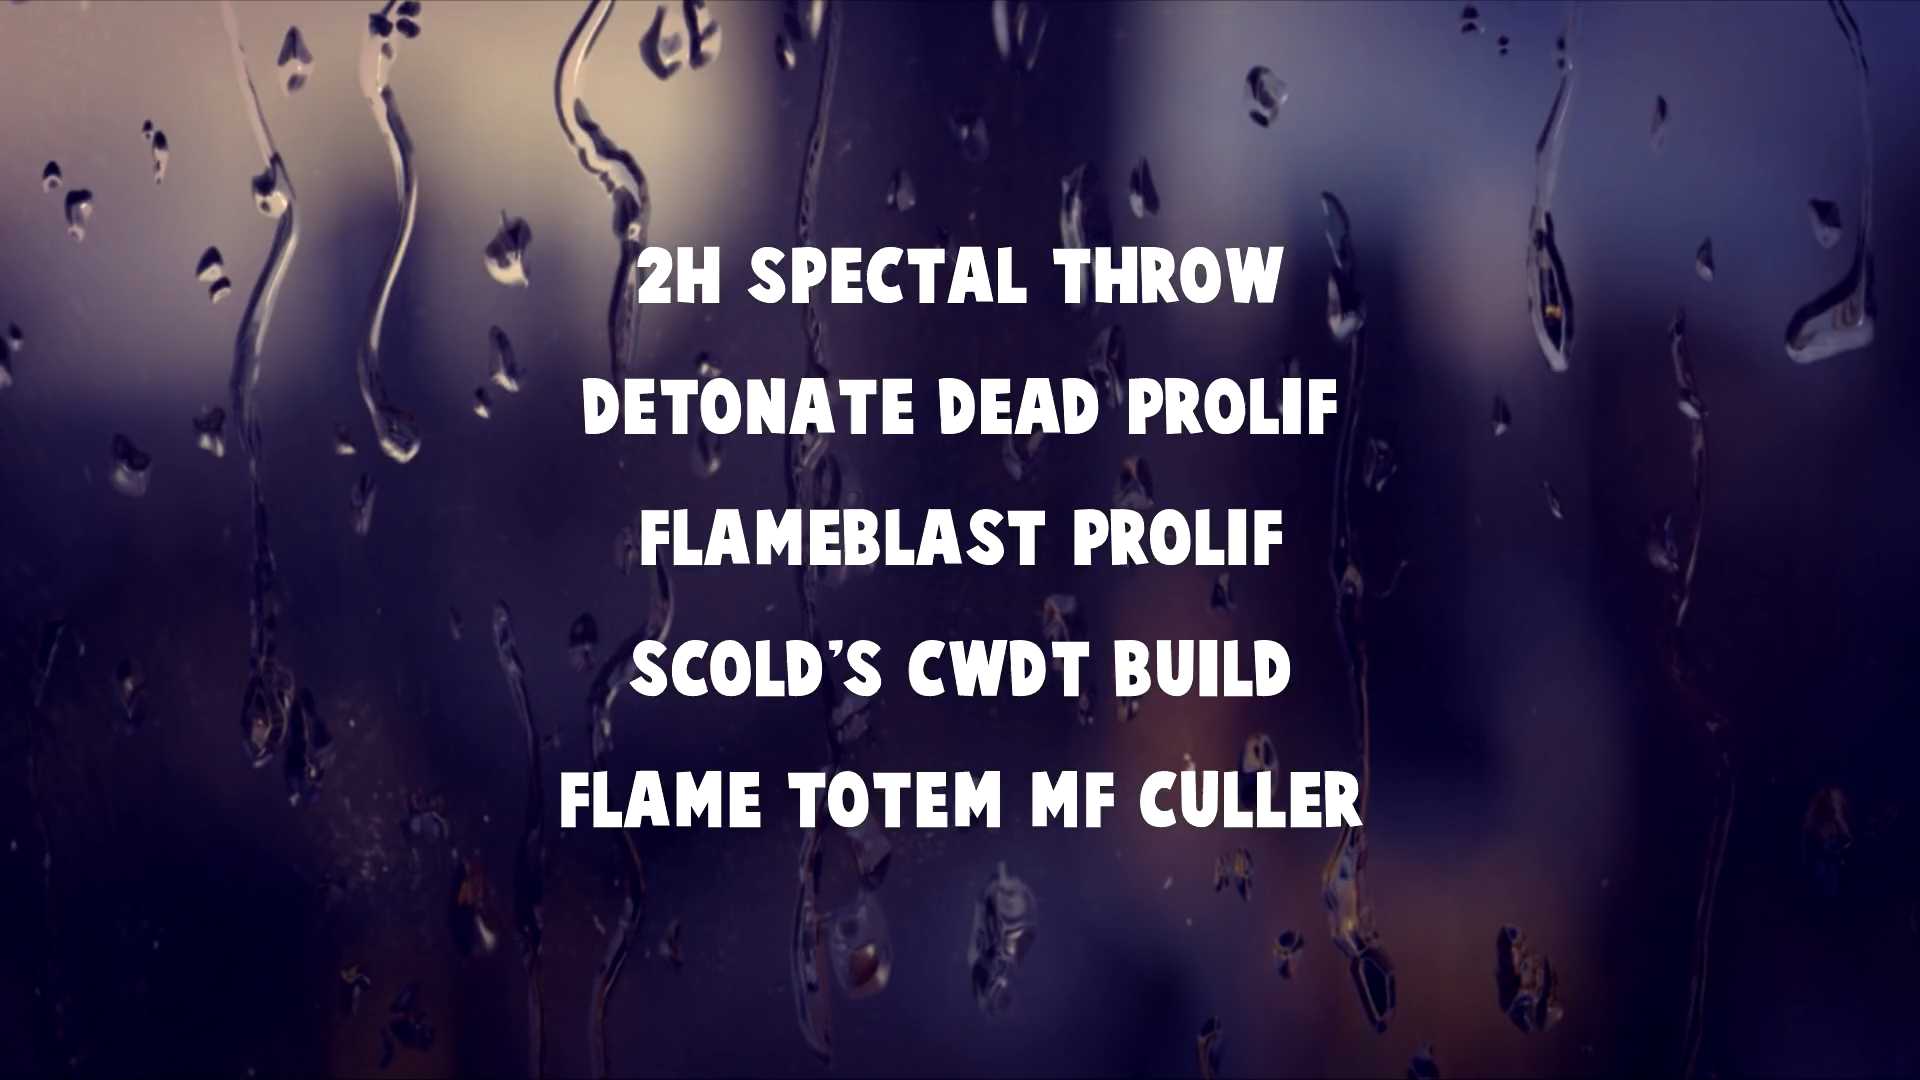 2H SPECTAL THROW
DETONATE DEAD PROLIF
FLAMEBLAST PROLIF
SCOLD'S CWDT BUILD
FLAME TOTEM MF CULLER